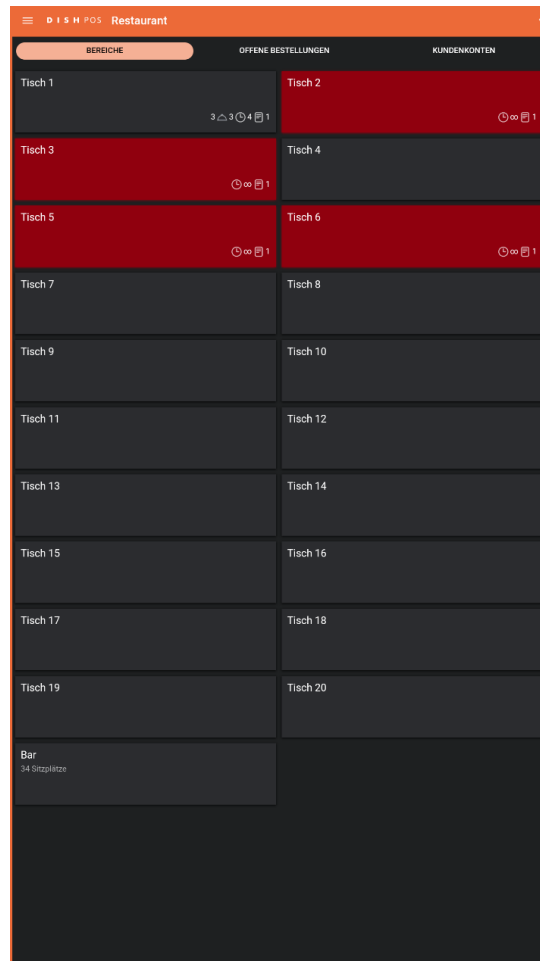 DISH POS Restaurant
BEREICHE OFFENE BESTELLUNGEN KUNDENKONTEN
Tisch 1 Tisch 2
3 3 4 1 ∞ 1
Tisch 3 Tisch 4
∞ 1
Tisch 5 Tisch 6
∞ 1 ∞ 1
Tisch 7 Tisch 8
Tisch 9 Tisch 10
Tisch 11 Tisch 12
Tisch 13 Tisch 14
Tisch 15 Tisch 16
Tisch 17 Tisch 18
Tisch 19 Tisch 20
Bar
34 Sitzplätze